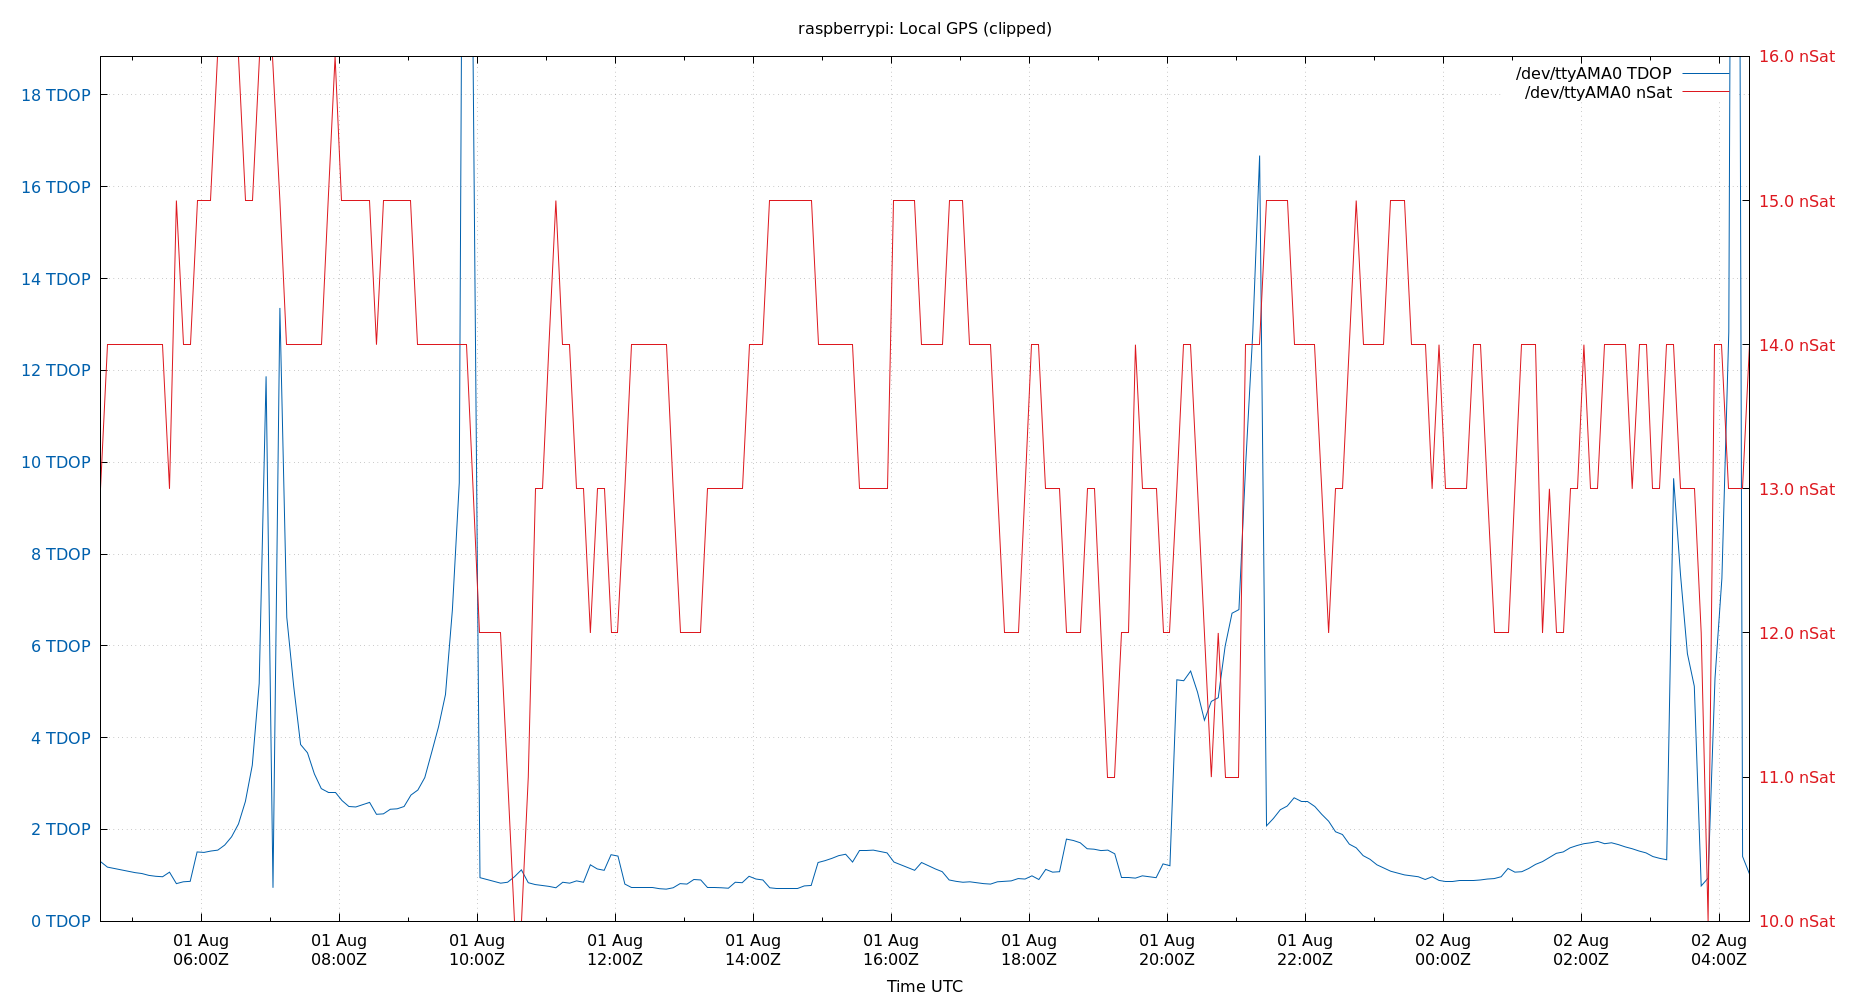 raspberrypi: Local GPS (clipped)
/dev/ttyAMA0 TDOP
/dev/ttyAMA0 nSat
18 TDOP
16 TDOP
14 TDOP
12 TDOP
10 TDOP
8 TDOP
6 TDOP
4 TDOP
2 TDOP
0 TDOP
16.0 nSat
15.0 nSat
14.0 nSat
13.0 nSat
12.0 nSat
11.0 nSat
10.0 nSat
01 Aug
06:00Z
01 Aug
08:00Z
01 Aug
10:00Z
01 Aug
12:00Z
01 Aug
14:00Z
01 Aug
16:00Z
01 Aug
18:00Z
01 Aug
20:00Z
01 Aug
22:00Z
02 Aug
00:00Z
02 Aug
02:00Z
02 Aug
04:00Z
Time UTC